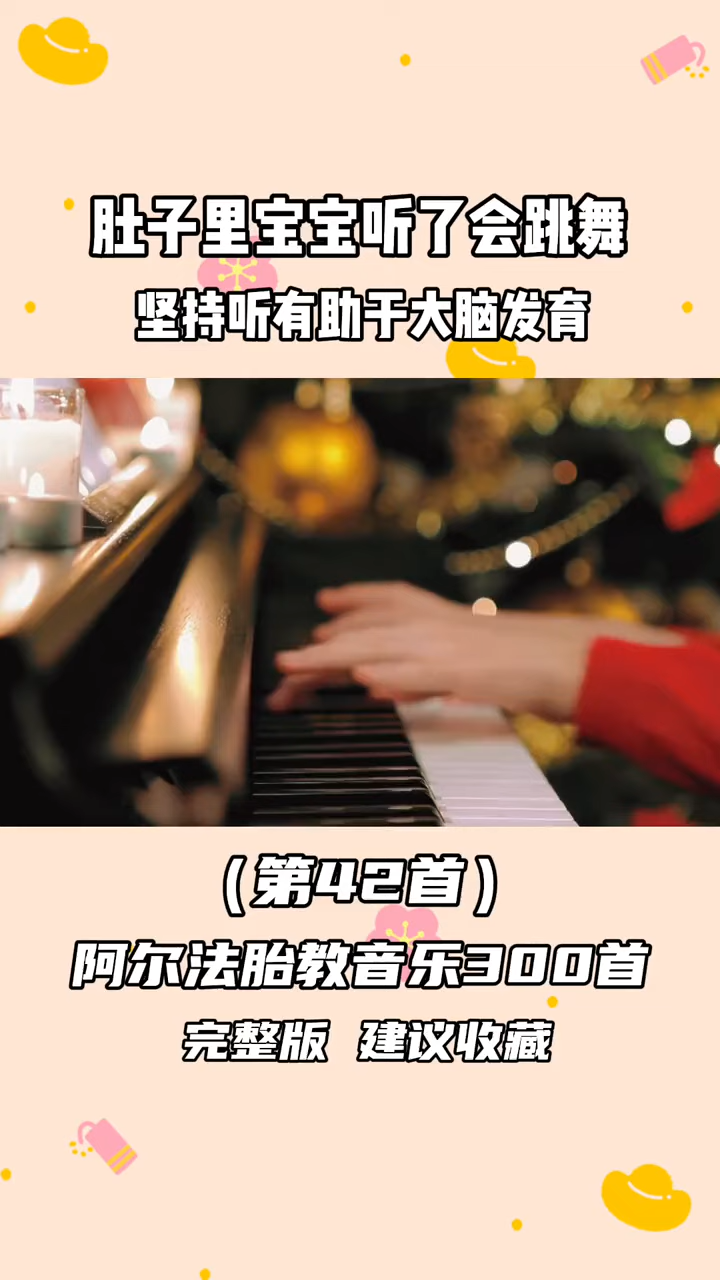 肚子里宝宝听了会跳舞
坚持听有助于大脑发育
(第42首)
阿尔法胎教音乐300首
完整版 建议收藏